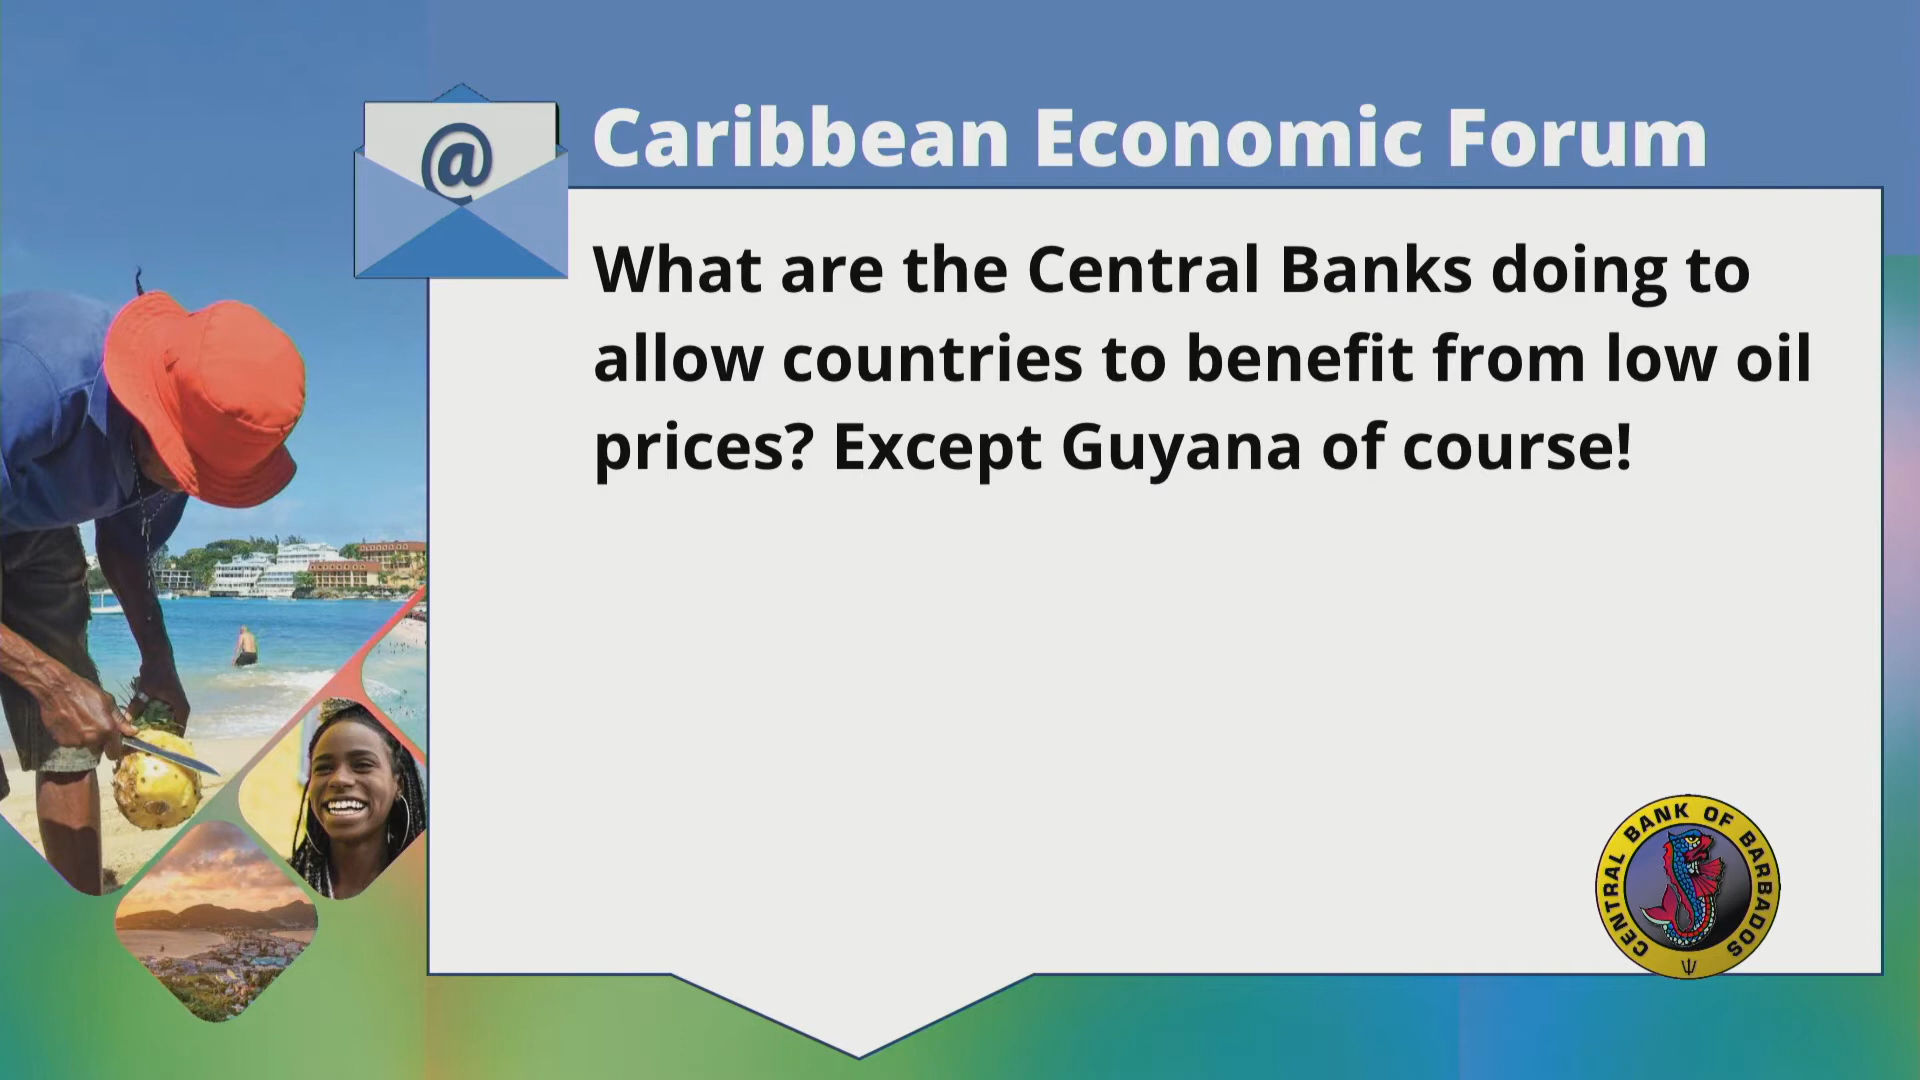 @
Caribbean Economic Forum
What are the Central Banks doing to
allow countries to benefit from low oil
prices? Except Guyana of course!
CENTRAL BANK OF BARBADOS